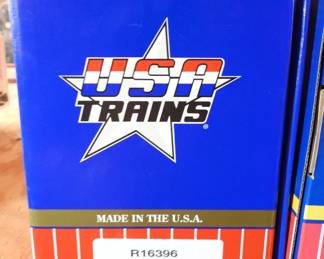 USA
TRAINS®
MADE IN THE U.S.A.
R16396